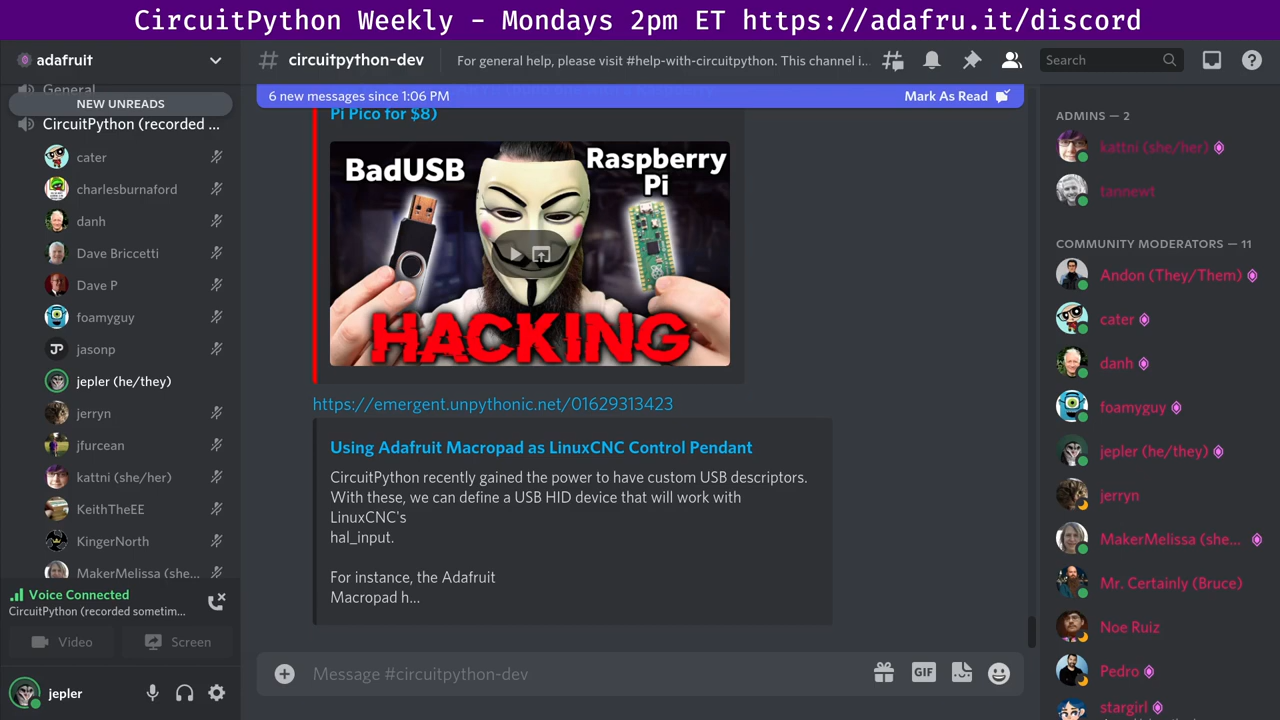 CircuitPython Weekly - Mondays 2pm ET https://adafru.it/discord
adafruit
General
NEW UNREADS
CircuitPython (recorded ...
cater
charlesburnaford
danh
Dave Briccetti
Dave P
foamyguy
jasonp
jepler (he/they)
jerryn
jfurcean
kattni (she/her)
KeithTheEE
KingerNorth
MakerMelissa (she...
Voice Connected
CircuitPython (recorded sometim...
Video
Screen
jepler
circuitpython-dev
For general help, please visit #help-with-circuitpython. This channel i...
Search
6 new messages since 1:06 PM
Mark As Read
Pi Pico for $8)
BadUSB
Raspberry
Pi
HACKING
https://emergent.unpythonic.net/01629313423
Using Adafruit Macropad as LinuxCNC Control Pendant
CircuitPython recently gained the power to have custom USB descriptors.
With these, we can define a USB HID device that will work with
LinuxCNC's
hal_input.
For instance, the Adafruit
Macropad h...
Message #circuitpython-dev
GIF
ADMINS — 2
kattni (she/her)
tannewt
COMMUNITY MODERATORS — 11
Andon (They/Them)
cater
danh
foamyguy
jepler (he/they)
jerryn
MakerMelissa (she...
Mr. Certainly (Bruce)
Noe Ruiz
Pedro
stargirl